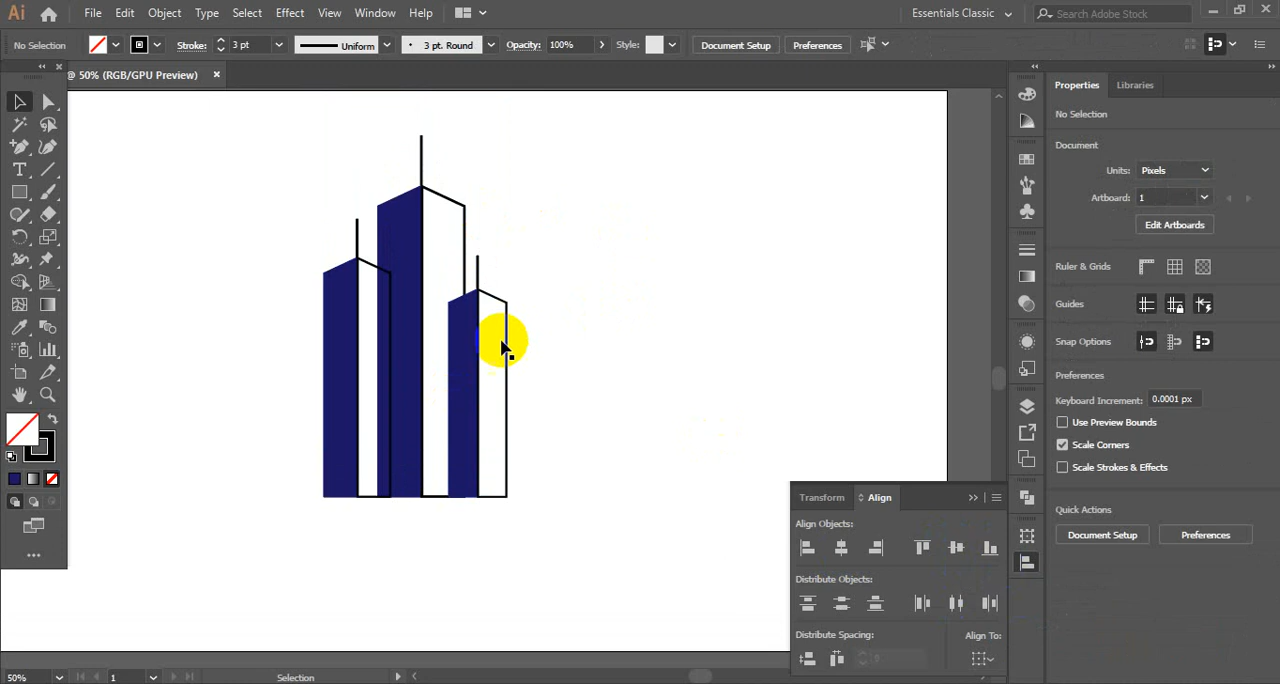 Ai File Edit Object Type Select Effect View Window Help Essentials Classic Search Adobe Stock
No Selection Stroke: 3 pt Uniform 3 pt. Round Opacity: 100% Style: Document Setup Preferences
@ 50% (RGB/GPU Preview)
Properties Libraries
No Selection
Document
Units: Pixels
Artboard: 1
Edit Artboards
Ruler & Grids
Guides
Snap Options
Preferences
Keyboard Increment: 0.0001 px
Use Preview Bounds
Scale Corners
Scale Strokes & Effects
Quick Actions
Document Setup Preferences
Transform Align
Align Objects:
Distribute Objects:
Distribute Spacing: Align To:
50% 1 Selection